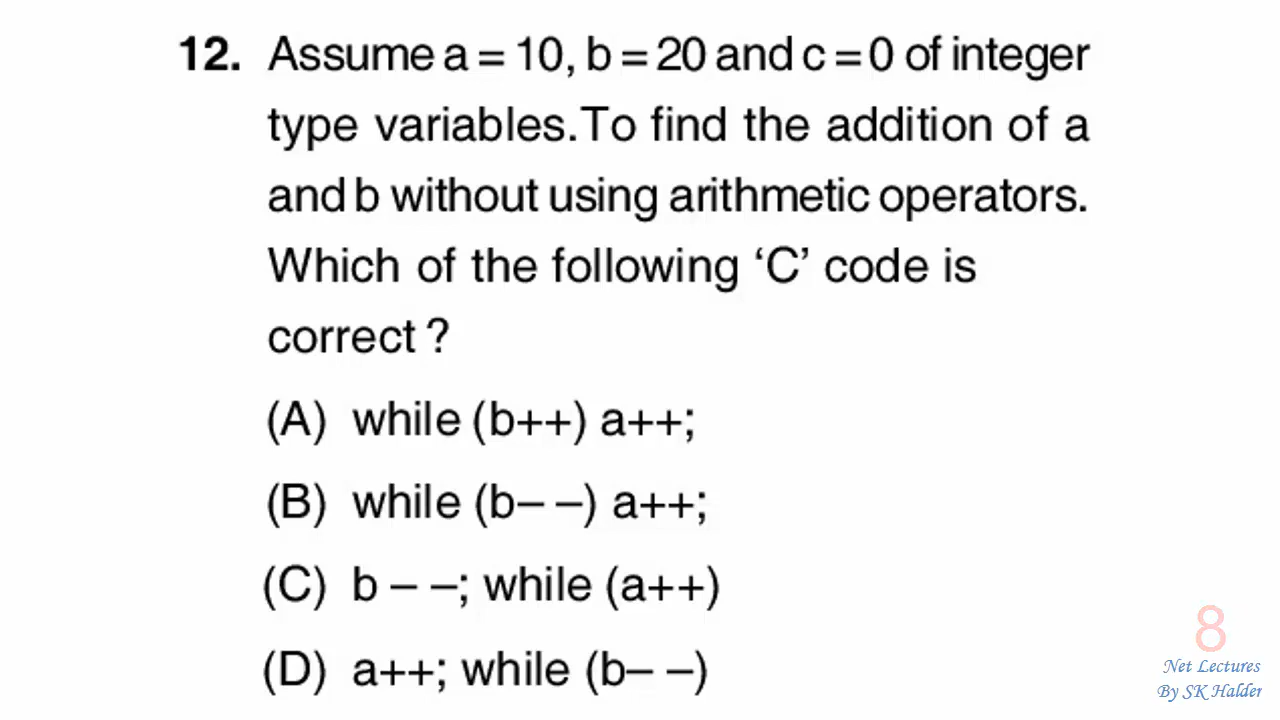 12. Assume a = 10, b = 20 and c = 0 of integer
type variables. To find the addition of a
and b without using arithmetic operators.
Which of the following ‘C’ code is
correct ?
(A) while (b++) a++;
(B) while (b– –) a++;
(C) b – –; while (a++)
(D) a++; while (b– –)
8
Net Lectures
By SK Halder